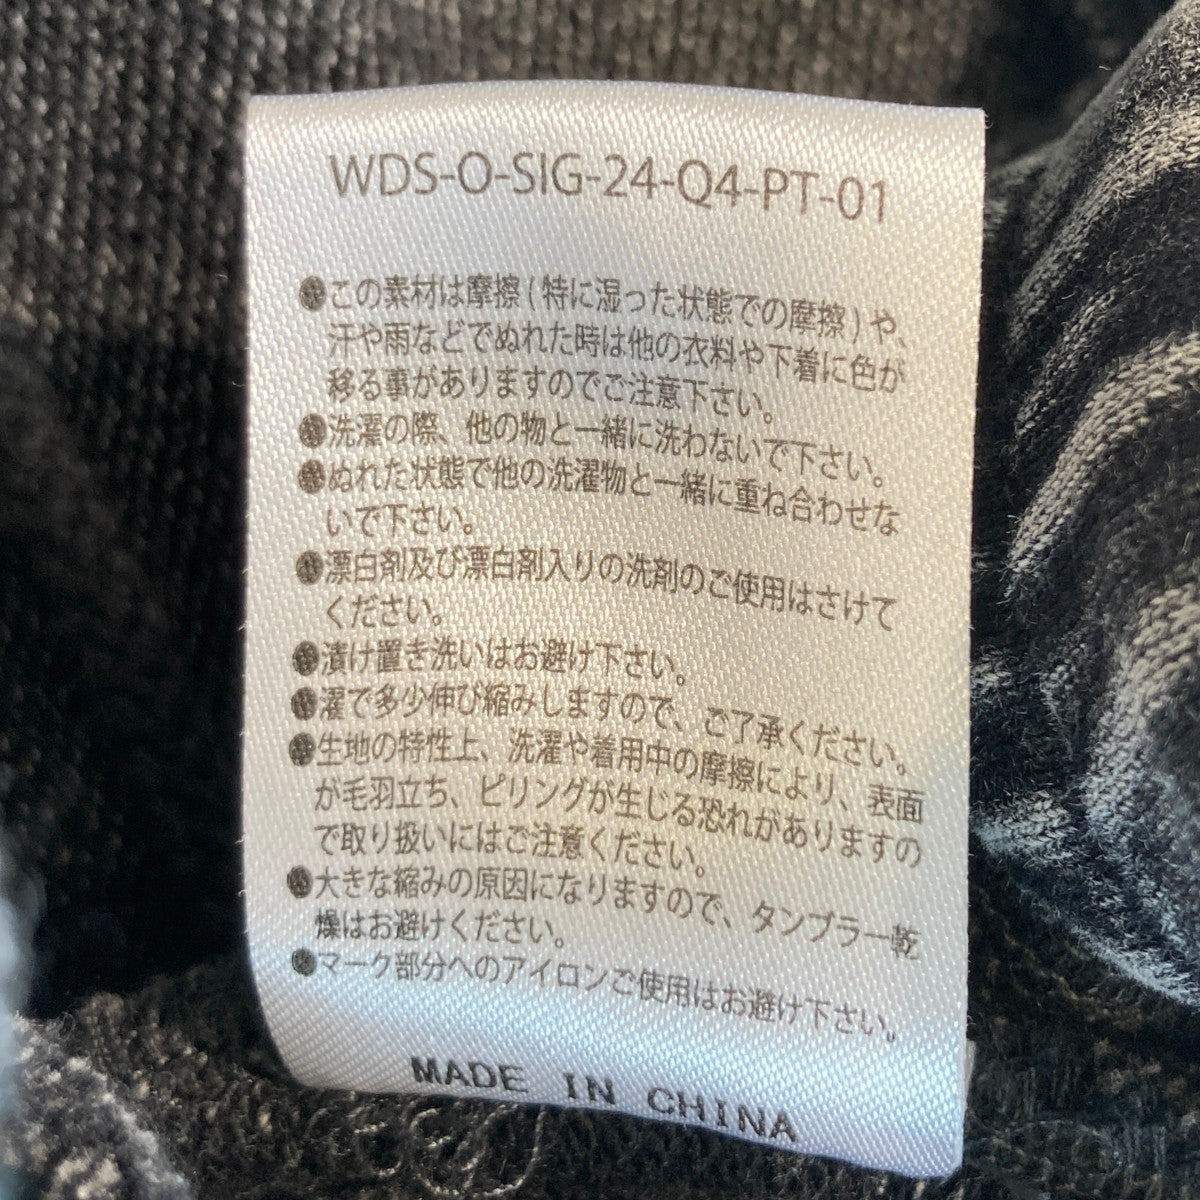 WDS-O-SIG-24-Q4-PT-01
●この素材は摩擦(特に湿った状態での摩擦)や、
汗や雨などでぬれた時は他の衣料や下着に色が
移る事がありますのでご注意下さい。
●洗濯の際、他の物と一緒に洗わないで下さい。
●ぬれた状態で他の洗濯物と一緒に重ね合わせな
いで下さい。
●漂白剤及び漂白剤入りの洗剤のご使用はさけて
ください。
●漬け置き洗いはお避け下さい。
●濯で多少伸び縮みしますので、ご了承ください。
●生地の特性上、洗濯や着用中の摩擦により、表面
が毛羽立ち、ピリングが生じる恐れがありますの
で取り扱いにはご注意ください。
●大きな縮みの原因になりますので、タンブラー乾
燥はお避けください。
●マーク部分へのアイロンご使用はお避け下さい。
MADE IN CHINA